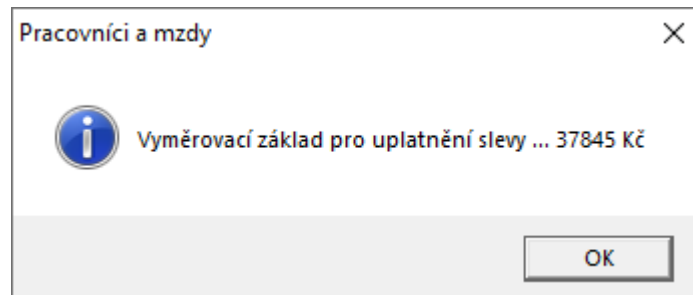 Pracovníci a mzdy
Vyměrovací základ pro uplatnění slevy ... 37845 Kč
OK